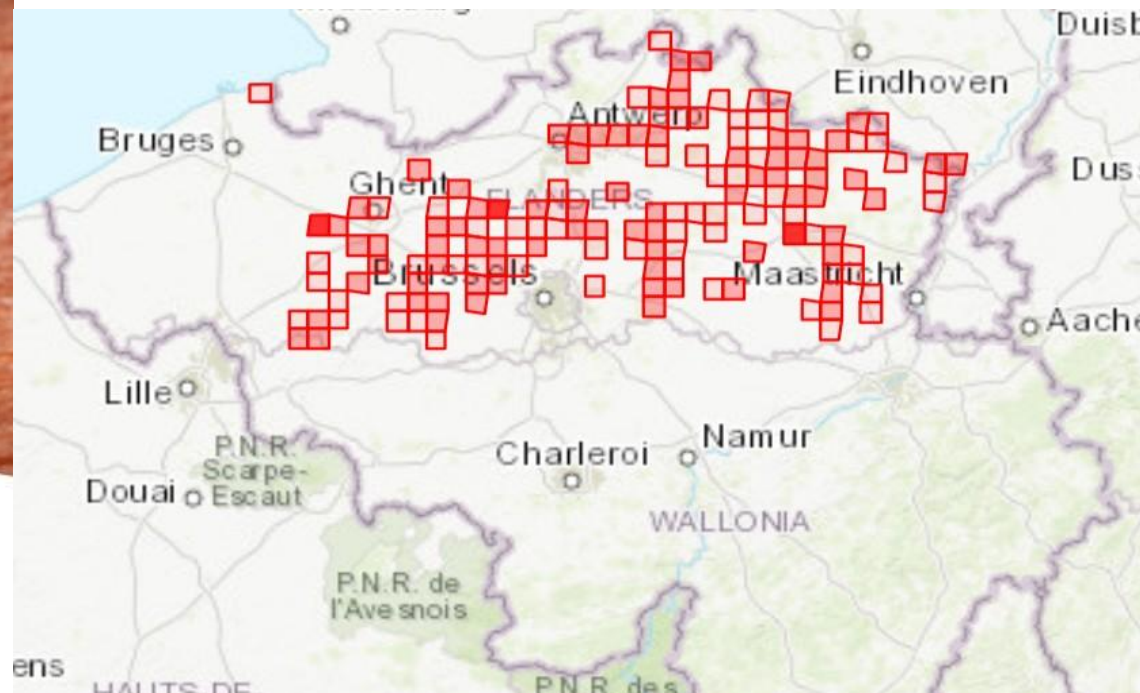 Duisb
Eindhoven
Antwerp
Bruges
Duss
Ghent
FLANDERS
Brussels
Maastricht
Aache
Lille
P.N.R.
Scarpe-
Escaut
Charleroi
Namur
Douai
WALLONIA
P.N.R. de
l'Avesnois
ens
HAUTS-DE
P.N.R. des